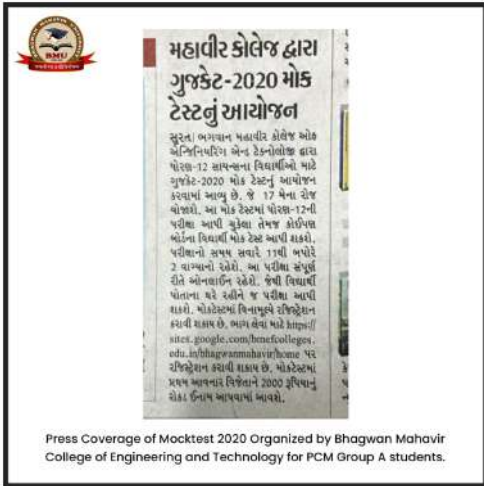 BMU
મહાવીર કોલેજ દ્વારા
ગુજકેટ-2020 મોક
ટેસ્ટનું આયોજન
સુરત। ભગવાન મહાવીર કોલેજ ઓફ
એન્જિનિયરિંગ એન્ડ ટેકનોલોજી દ્વારા
ધોરણ-12 સાયન્સના વિદ્યાર્થીઓ માટે
ગુજકેટ-2020 મોક ટેસ્ટનું આયોજન
કરવામાં આવ્યુ છે. જે 17 મેના રોજ
યોજાશે. આ મોક ટેસ્ટમાં ધોરણ-12ની
પરીક્ષા આપી ચુકેલા તેમજ કોઈપણ
બોર્ડના વિદ્યાર્થી મોક ટેસ્ટ આપી શકશે.
પરીક્ષાનો સમય સવારે 11થી બપોરે
2 વાગ્યાનો રહેશે. આ પરીક્ષા સંપૂર્ણ
રીતે ઓનલાઈન રહેશે. જેથી વિદ્યાર્થી
પોતાના ઘરે રહીને જ પરીક્ષા આપી
શકશે. મોકટેસ્ટમાં વિનામૂલ્યે રજિસ્ટ્રેશન
કરાવી શકાય છે. ભાગ લેવા માટે https://
sites.google.com/bmefcolleges.
edu.in/bhagwanmahavir/home પર
રજિસ્ટ્રેશન કરાવી શકાય છે. મોકટેસ્ટમાં
પ્રથમ આવનાર વિજેતાને 2000 રૂપિયાનું
રોકડ ઈનામ આપવામાં આવશે.
Press Coverage of Mocktest 2020 Organized by Bhagwan Mahavir
College of Engineering and Technology for PCM Group A students.